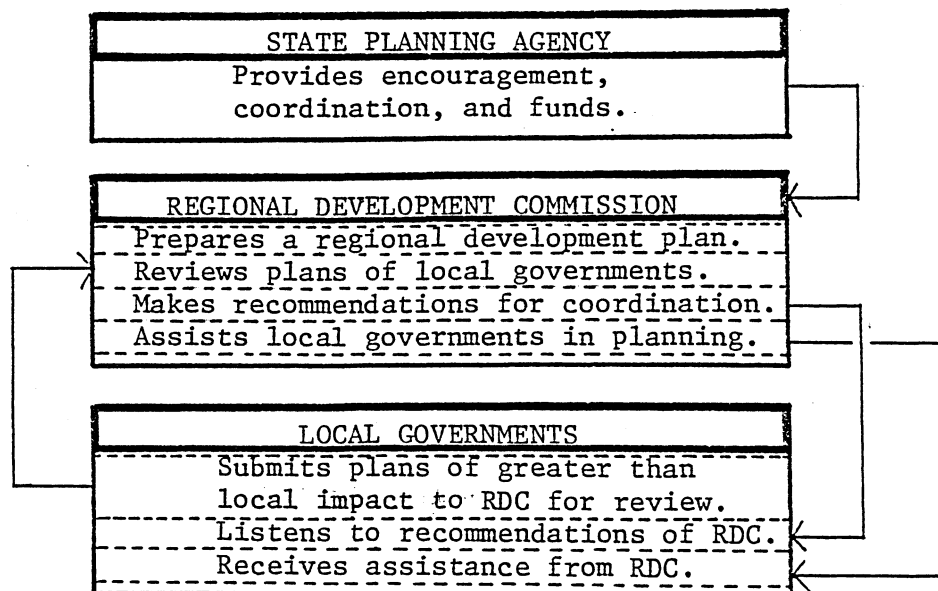 STATE PLANNING AGENCY
Provides encouragement,
coordination, and funds.
REGIONAL DEVELOPMENT COMMISSION
Prepares a regional development plan.
Reviews plans of local governments.
Makes recommendations for coordination.
Assists local governments in planning.
LOCAL GOVERNMENTS
Submits plans of greater than
local impact to RDC for review.
Listens to recommendations of RDC.
Receives assistance from RDC.